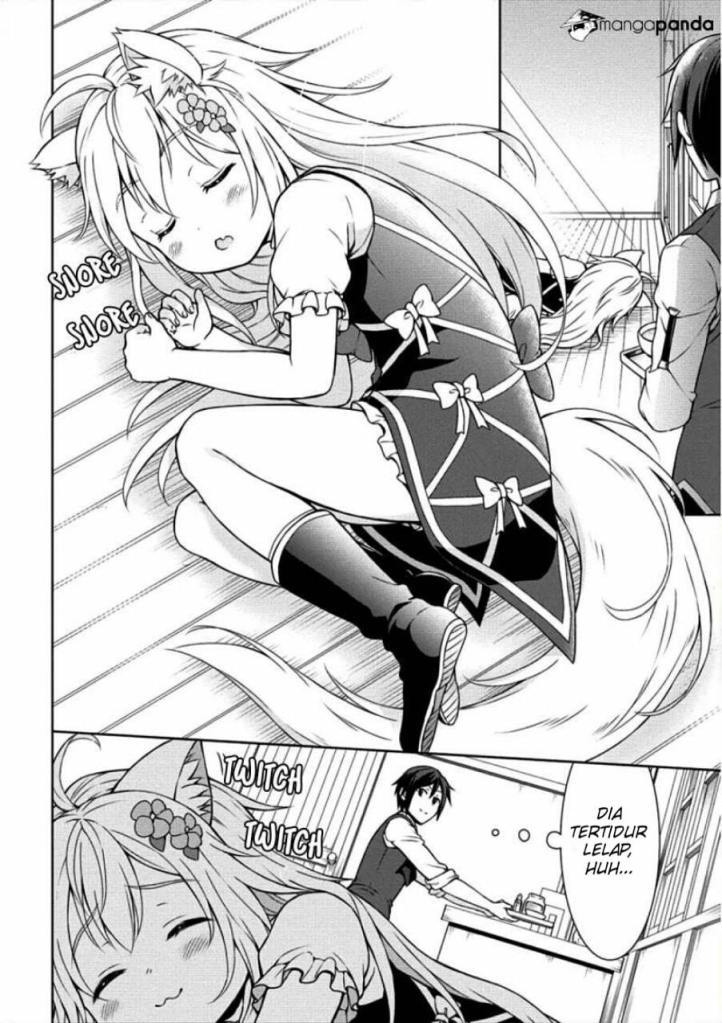 mangapanda
SNORE
SNORE
TWITCH
TWITCH
DIA
TERTIDUR
LELAP,
HUH...